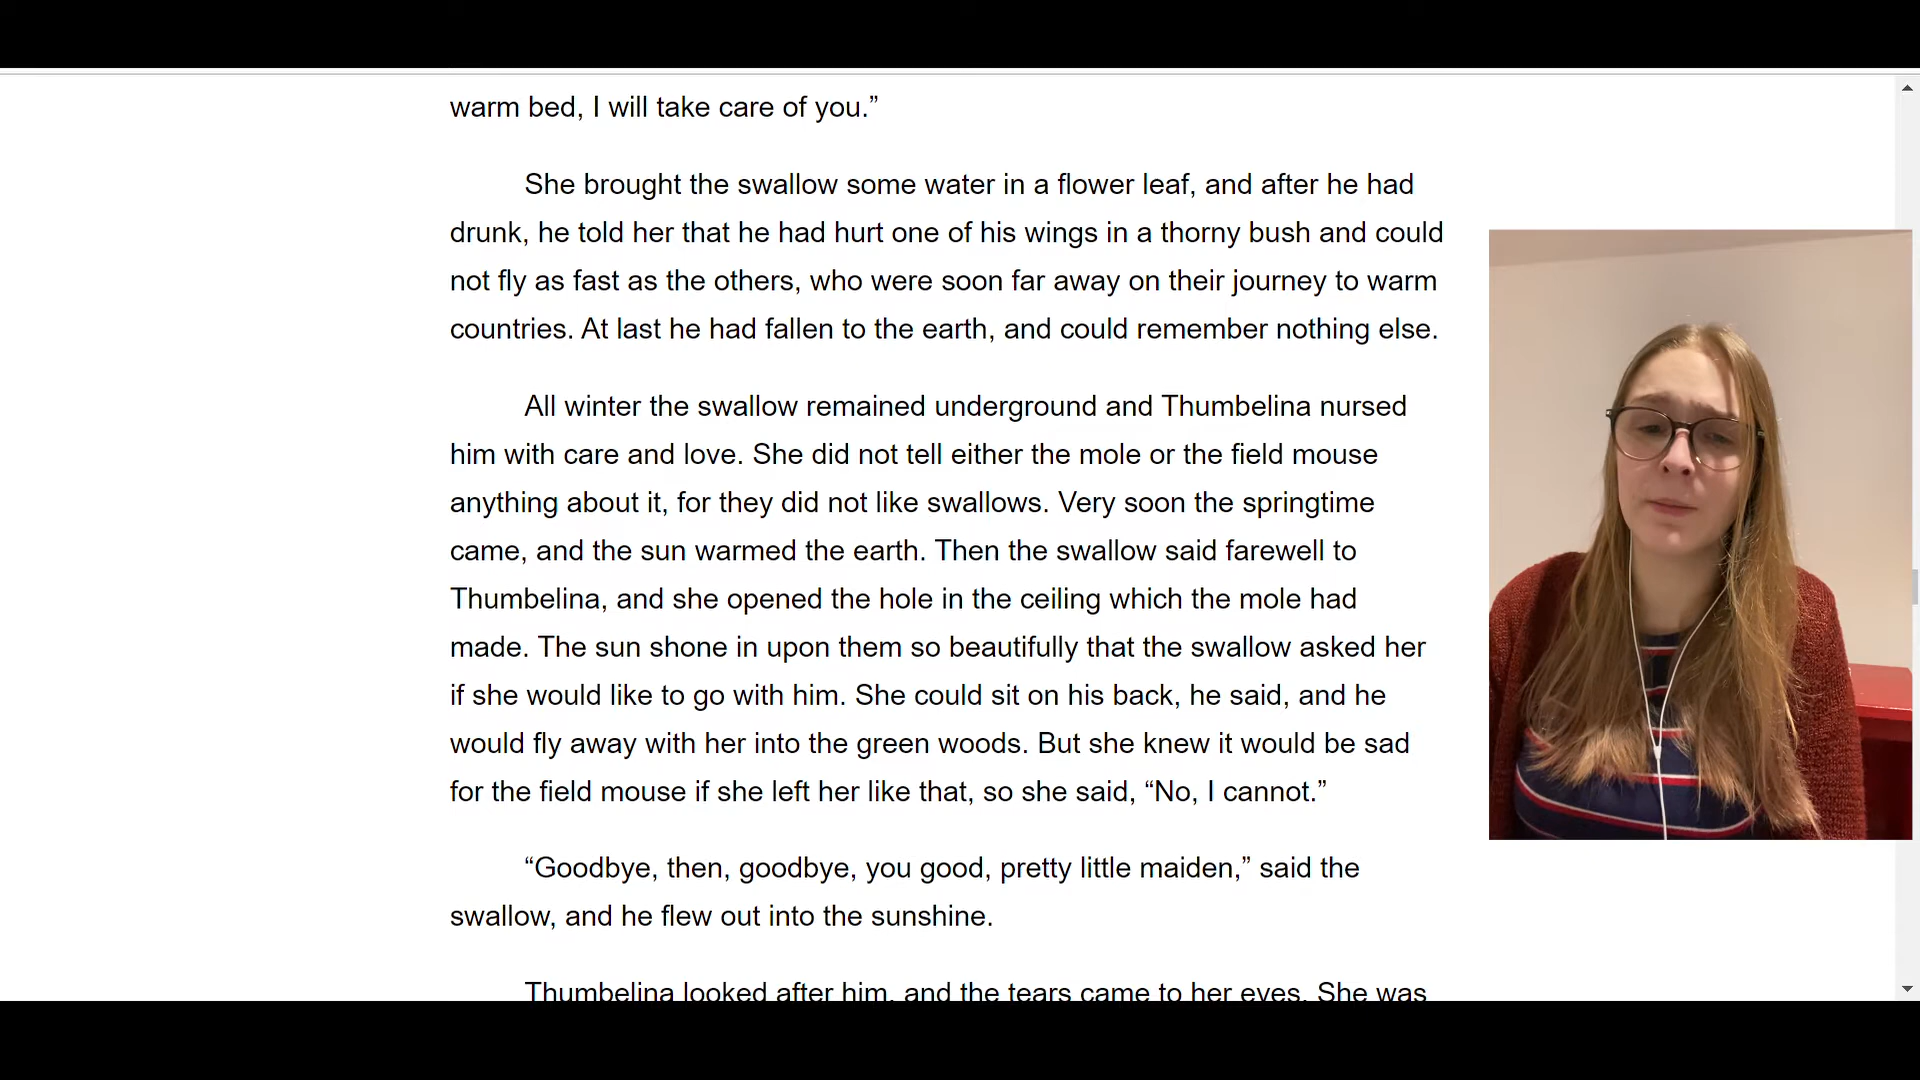 warm bed, I will take care of you.”
She brought the swallow some water in a flower leaf, and after he had
drunk, he told her that he had hurt one of his wings in a thorny bush and could
not fly as fast as the others, who were soon far away on their journey to warm
countries. At last he had fallen to the earth, and could remember nothing else.
All winter the swallow remained underground and Thumbelina nursed
him with care and love. She did not tell either the mole or the field mouse
anything about it, for they did not like swallows. Very soon the springtime
came, and the sun warmed the earth. Then the swallow said farewell to
Thumbelina, and she opened the hole in the ceiling which the mole had
made. The sun shone in upon them so beautifully that the swallow asked her
if she would like to go with him. She could sit on his back, he said, and he
would fly away with her into the green woods. But she knew it would be sad
for the field mouse if she left her like that, so she said, “No, I cannot.”
“Goodbye, then, goodbye, you good, pretty little maiden,” said the
swallow, and he flew out into the sunshine.
Thumbelina looked after him, and the tears came to her eyes. She was